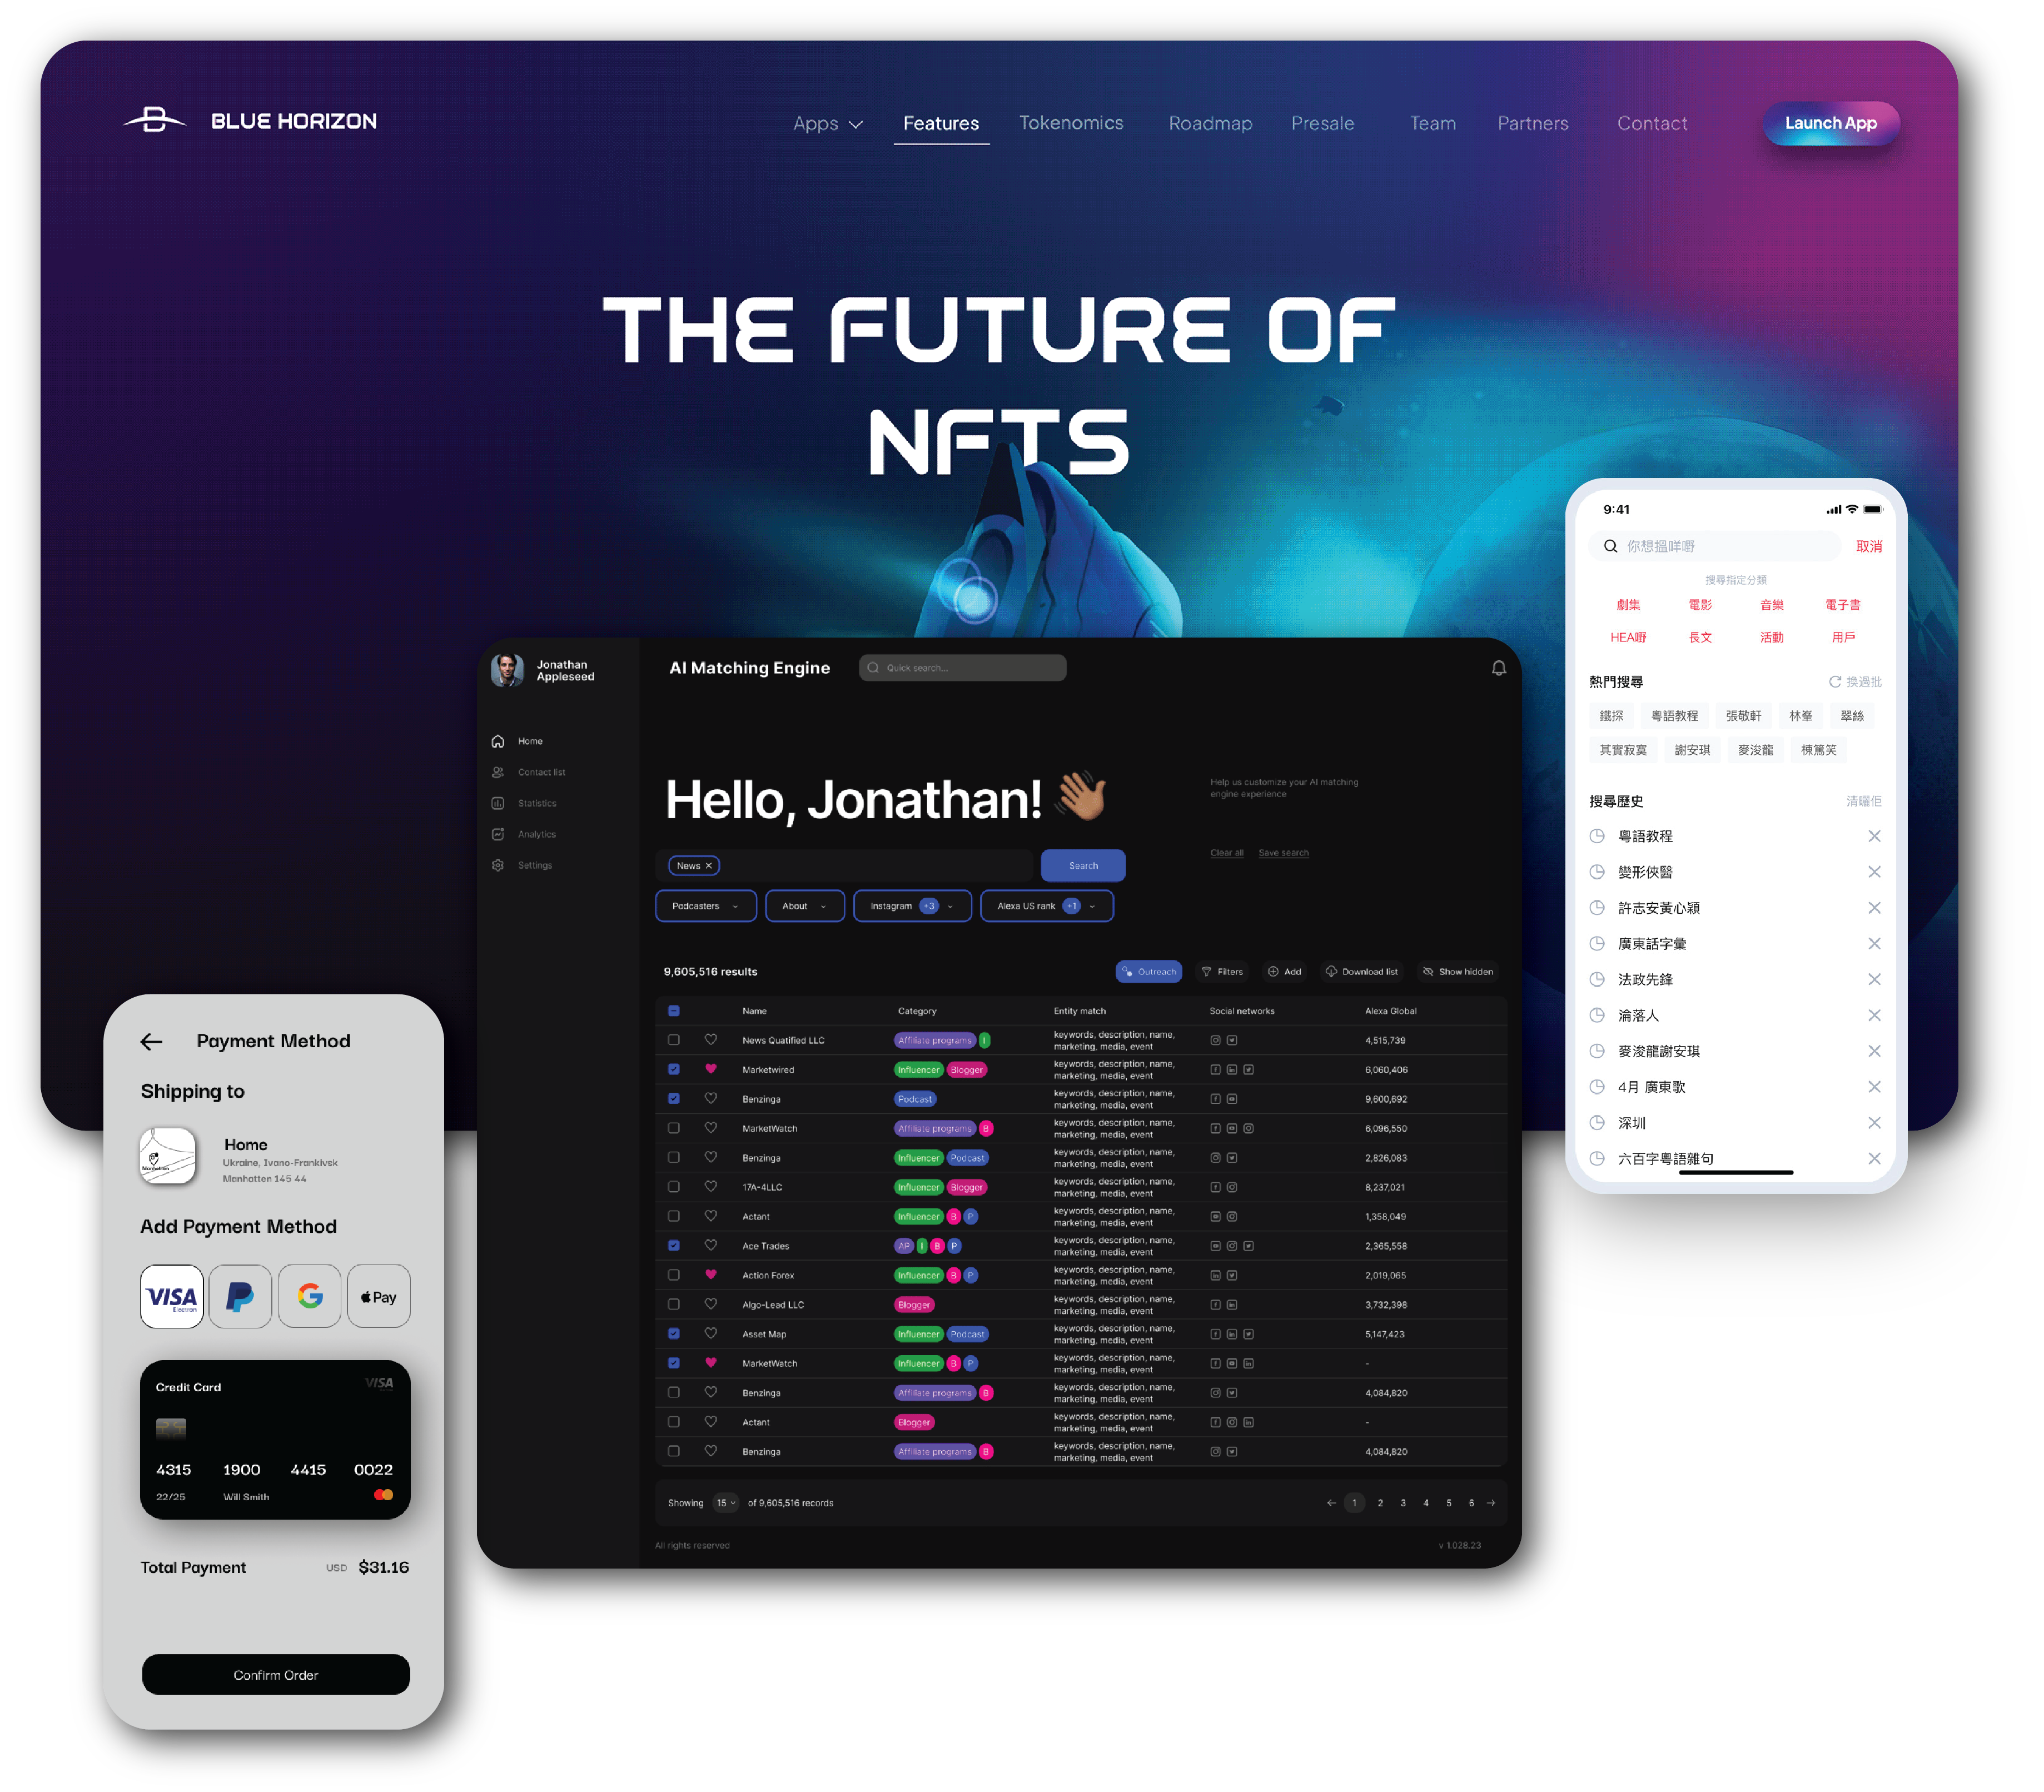 BLUE HORIZON
Apps Features Tokenomics Roadmap Presale Team Partners Contact Launch App
THE FUTURE OF
NFTS
Jonathan
Appleseed
Home
Contact list
Statistics
Analytics
Settings
AI Matching Engine
Quick search...
Hello, Jonathan!
Help us customize your AI matching
engine experience
News
Search
Clear all Save search
Podcasters About Instagram +3 Alexa US rank +1
9,605,516 results
Outreach Filters Add Download list Show hidden
Name Category Entity match Social networks Alexa Global
News Quatified LLC Affiliate programs I keywords, description, name, 4,515,739
marketing, media, event
Marketwired Influencer Blogger keywords, description, name, 6,060,406
marketing, media, event
Benzinga Podcast keywords, description, name, 9,600,692
marketing, media, event
MarketWatch Affiliate programs B keywords, description, name, 6,096,550
marketing, media, event
Benzinga Influencer Podcast keywords, description, name, 2,826,083
marketing, media, event
17A-4LLC Influencer Blogger keywords, description, name, 8,237,021
marketing, media, event
Actant Influencer B P keywords, description, name, 1,358,049
marketing, media, event
Ace Trades AP I B P keywords, description, name, 2,365,558
marketing, media, event
Action Forex Influencer B P keywords, description, name, 2,019,065
marketing, media, event
Algo-Lead LLC Blogger keywords, description, name, 3,732,398
marketing, media, event
Asset Map Influencer Podcast keywords, description, name, 5,147,423
marketing, media, event
MarketWatch Influencer B P keywords, description, name, -
marketing, media, event
Benzinga Affiliate programs B keywords, description, name, 4,084,820
marketing, media, event
Actant Blogger keywords, description, name, -
marketing, media, event
Benzinga Affiliate programs B keywords, description, name, 4,084,820
marketing, media, event
Showing 15 of 9,605,516 records 1 2 3 4 5 6
All rights reserved v 1.028.23
9:41
你想搵咩嘢 取消
搜尋指定分類
劇集 電影 音樂 電子書
HEA嘢 長文 活動 用戶
熱門搜尋 換過批
鐵探 粵語教程 張敬軒 林峯 翠絲
其實寂寞 謝安琪 麥浚龍 棟篤笑
搜尋歷史 清曬佢
粵語教程
變形俠醫
許志安黃心穎
廣東話字彙
法政先鋒
淪落人
麥浚龍謝安琪
4月 廣東歌
深圳
六百字粵語雜句
Payment Method
Shipping to
Home
Ukraine, Ivano-Frankivsk
Manhatten 145 44
Add Payment Method
VISA
Electron
G
Pay
Credit Card VISA
4315 1900 4415 0022
22/25 Will Smith
Total Payment USD $31.16
Confirm Order